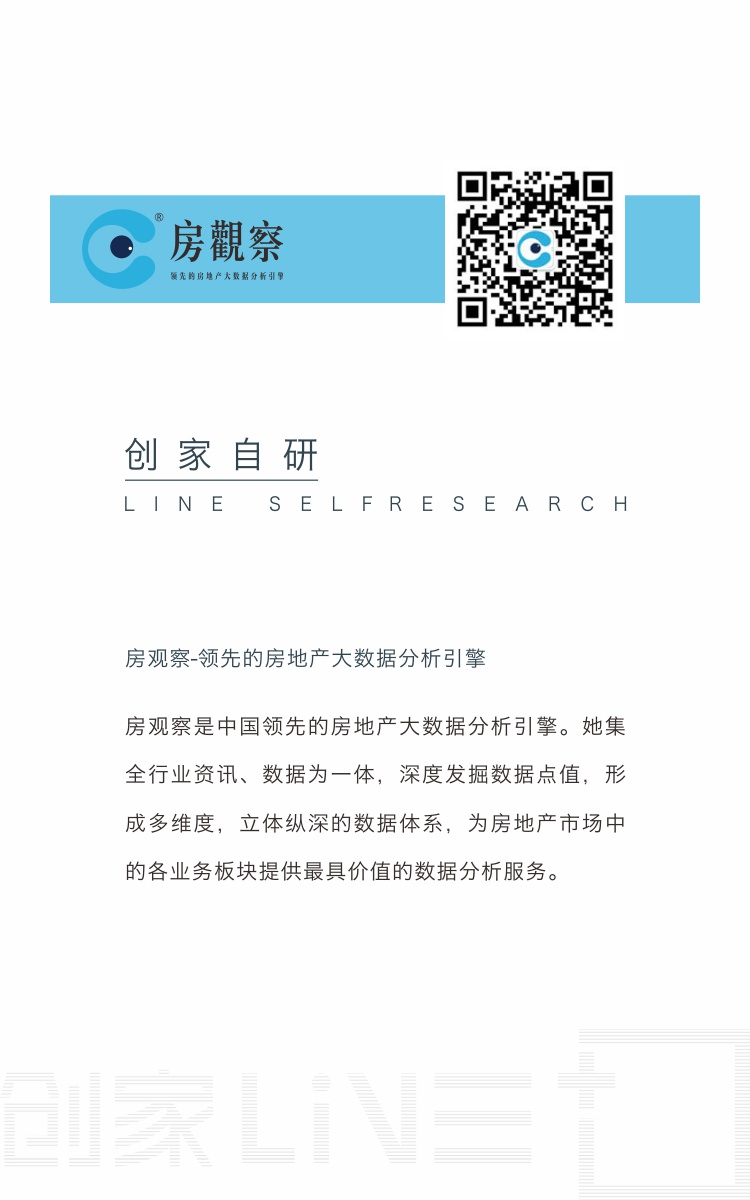 ®
房觀察
领先的房地产大数据分析引擎
创家自研
LINE SELFRESEARCH
房观察-领先的房地产大数据分析引擎
房观察是中国领先的房地产大数据分析引擎。她集
全行业资讯、数据为一体，深度发掘数据点值，形
成多维度，立体纵深的数据体系，为房地产市场中
的各业务板块提供最具价值的数据分析服务。
创家LiNE+